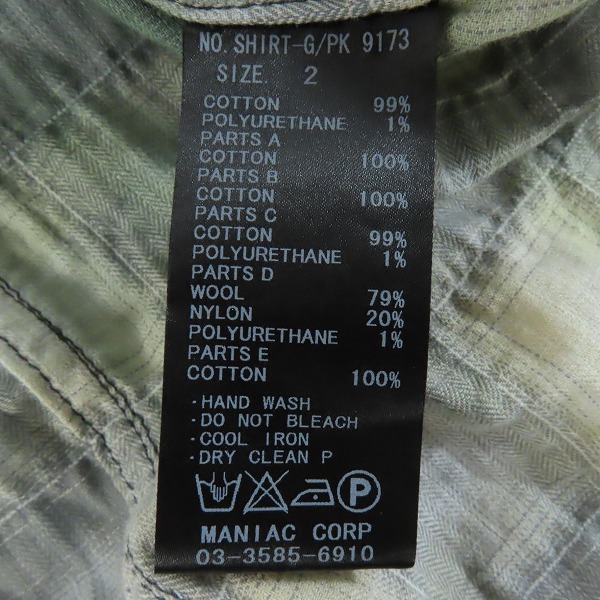 NO. SHIRT-G/PK 9173
SIZE. 2
COTTON 99%
POLYURETHANE 1%
PARTS A
COTTON 100%
PARTS B
COTTON 100%
PARTS C
COTTON 99%
POLYURETHANE 1%
PARTS D
WOOL 79%
NYLON 20%
POLYURETHANE 1%
PARTS E
COTTON 100%
·HAND WASH
·DO NOT BLEACH
·COOL IRON
·DRY CLEAN P
P
MANIAC CORP
03-3585-6910